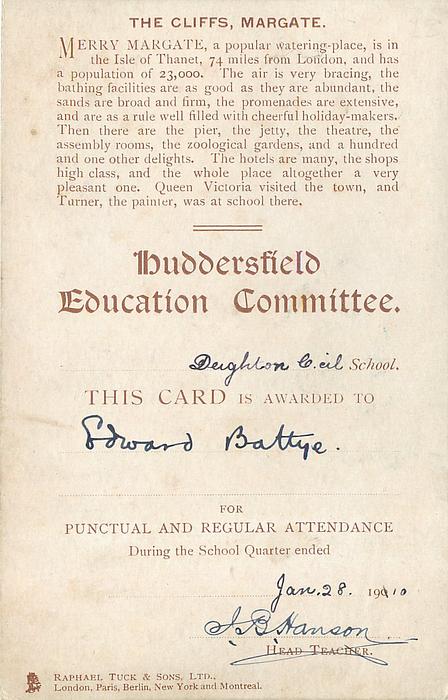 THE CLIFFS, MARGATE.
MERRY MARGATE, a popular watering-place, is in
the Isle of Thanet, 74 miles from London, and has
a population of 23,000. The air is very bracing, the
bathing facilities are as good as they are abundant, the
sands are broad and firm, the promenades are extensive,
and are as a rule well filled with cheerful holiday-makers.
Then there are the pier, the jetty, the theatre, the
assembly rooms, the zoological gardens, and a hundred
and one other delights. The hotels are many, the shops
high class, and the whole place altogether a very
pleasant one. Queen Victoria visited the town, and
Turner, the painter, was at school there.
Huddersfield
Education Committee.
Deighton C.cil School.
THIS CARD IS AWARDED TO
Edward Battye.
FOR
PUNCTUAL AND REGULAR ATTENDANCE
During the School Quarter ended
Jan. 28. 1910
J. B. Hanson
HEAD TEACHER.
RAPHAEL TUCK & SONS, LTD.,
London, Paris, Berlin, New York and Montreal.